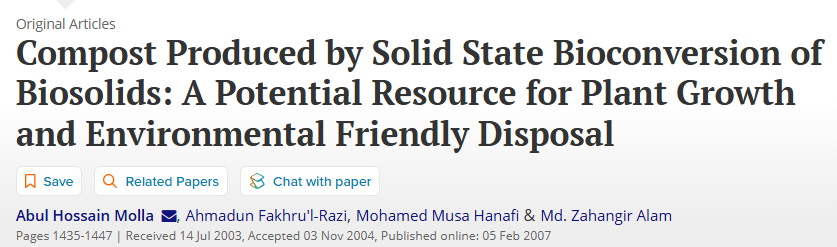 Original Articles
Compost Produced by Solid State Bioconversion of
Biosolids: A Potential Resource for Plant Growth
and Environmental Friendly Disposal
Save Related Papers Chat with paper
Abul Hossain Molla , Ahmadun Fakhru'l-Razi, Mohamed Musa Hanafi & Md. Zahangir Alam
Pages 1435-1447 | Received 14 Jul 2003, Accepted 03 Nov 2004, Published online: 05 Feb 2007